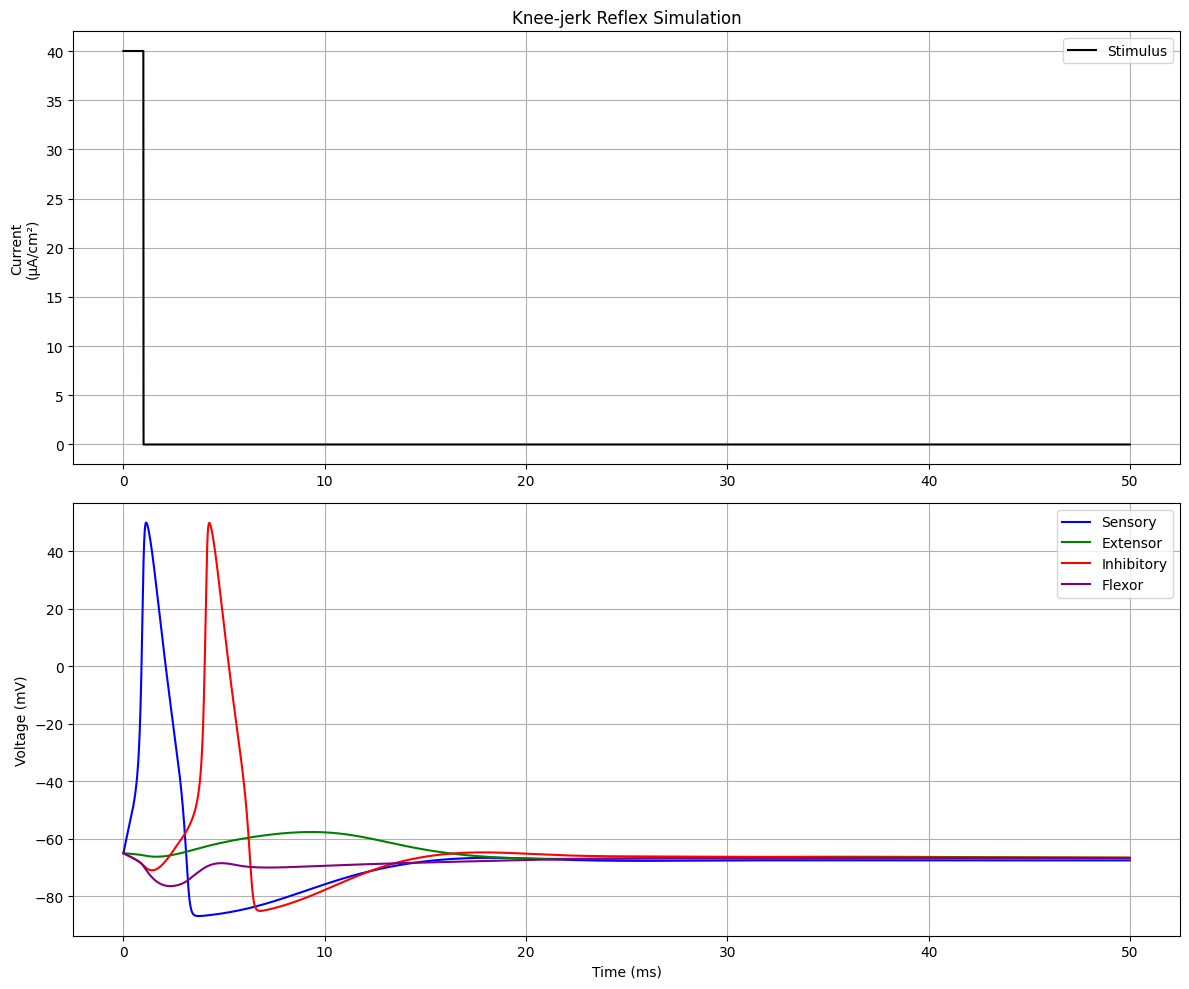 Knee-jerk Reflex Simulation
Stimulus
40
35
30
25
20
15
10
5
0
Current
(µA/cm²)
0 10 20 30 40 50
Sensory
Extensor
Inhibitory
Flexor
40
20
0
−20
−40
−60
−80
Voltage (mV)
0 10 20 30 40 50
Time (ms)